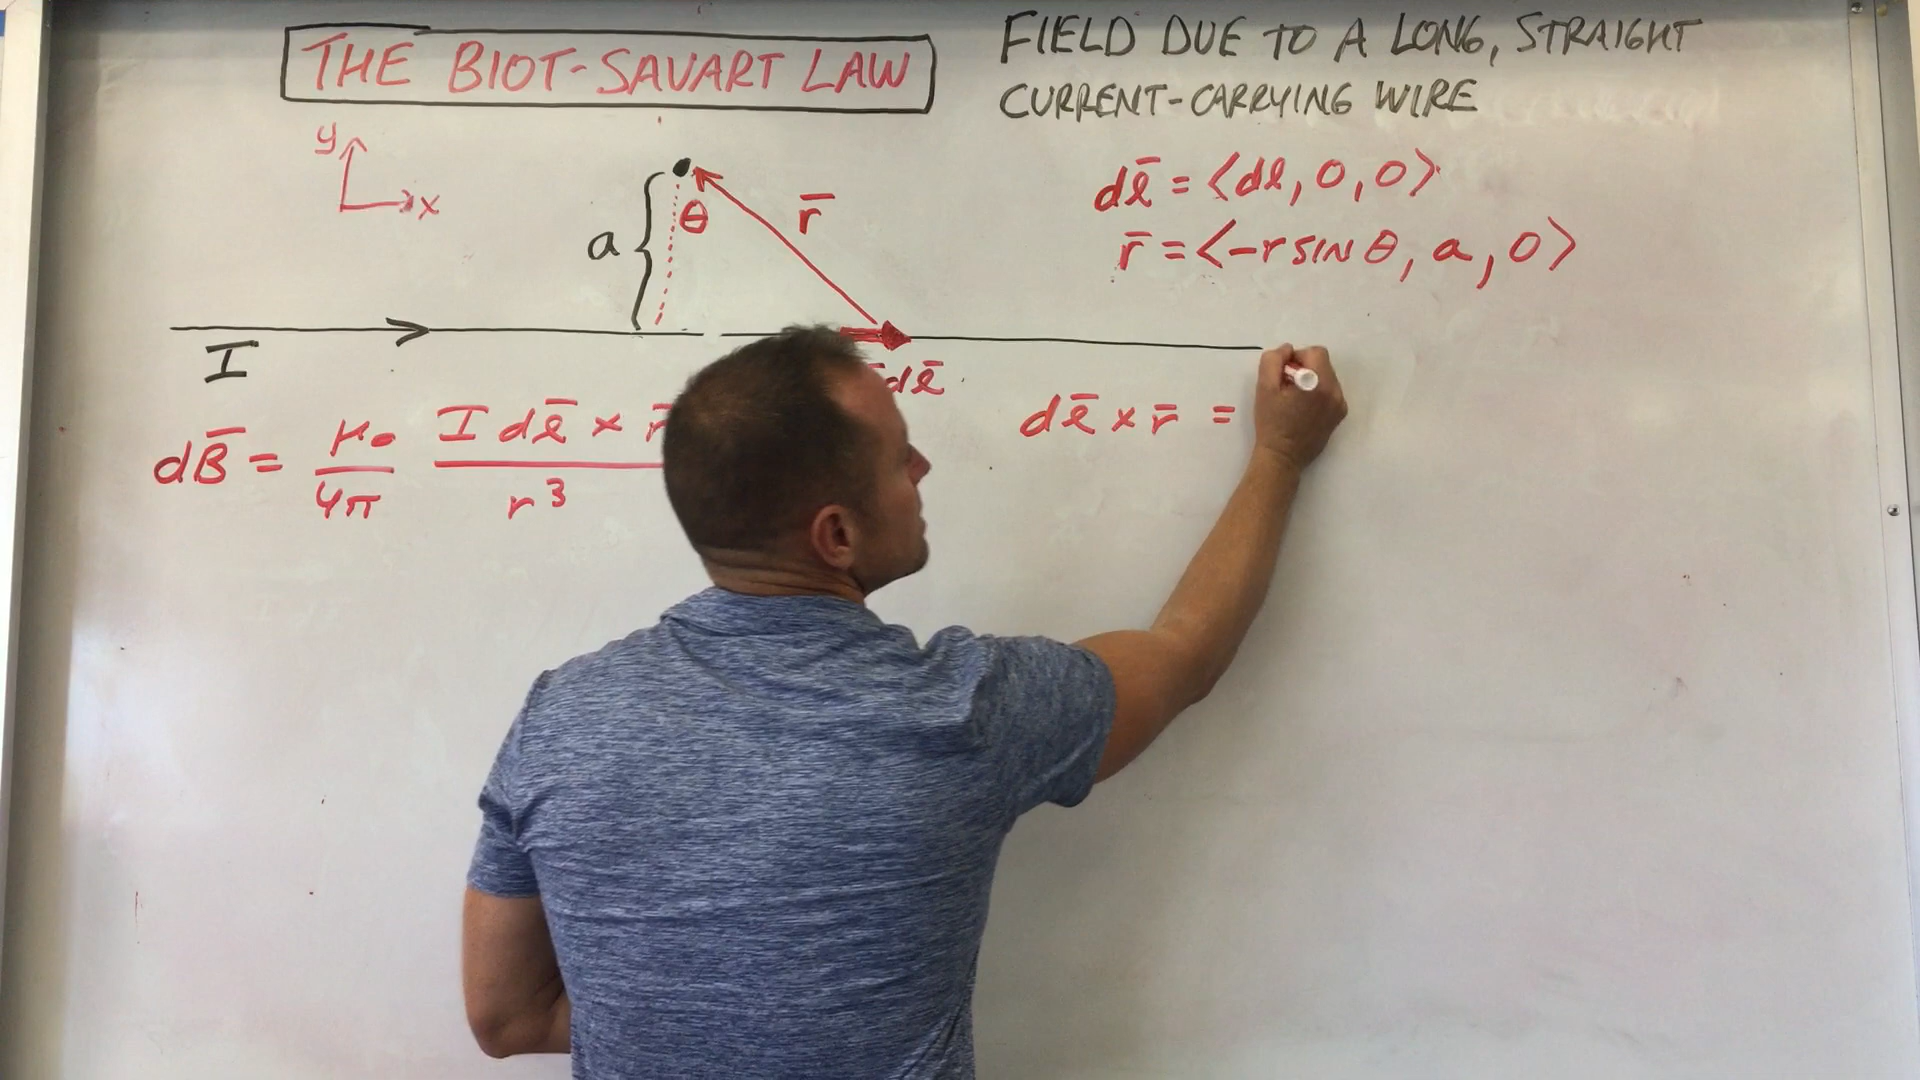 THE BIOT-SAVART LAW
FIELD DUE TO A LONG, STRAIGHT
CURRENT-CARRYING WIRE
y
x
a
θ
r̄
dl̄ = ⟨dl, 0, 0⟩
r̄ = ⟨-r sin θ, a, 0⟩
I
dl̄
dB̄ = μ₀/4π I dl̄ × r̄ / r³
dl̄ × r̄ =